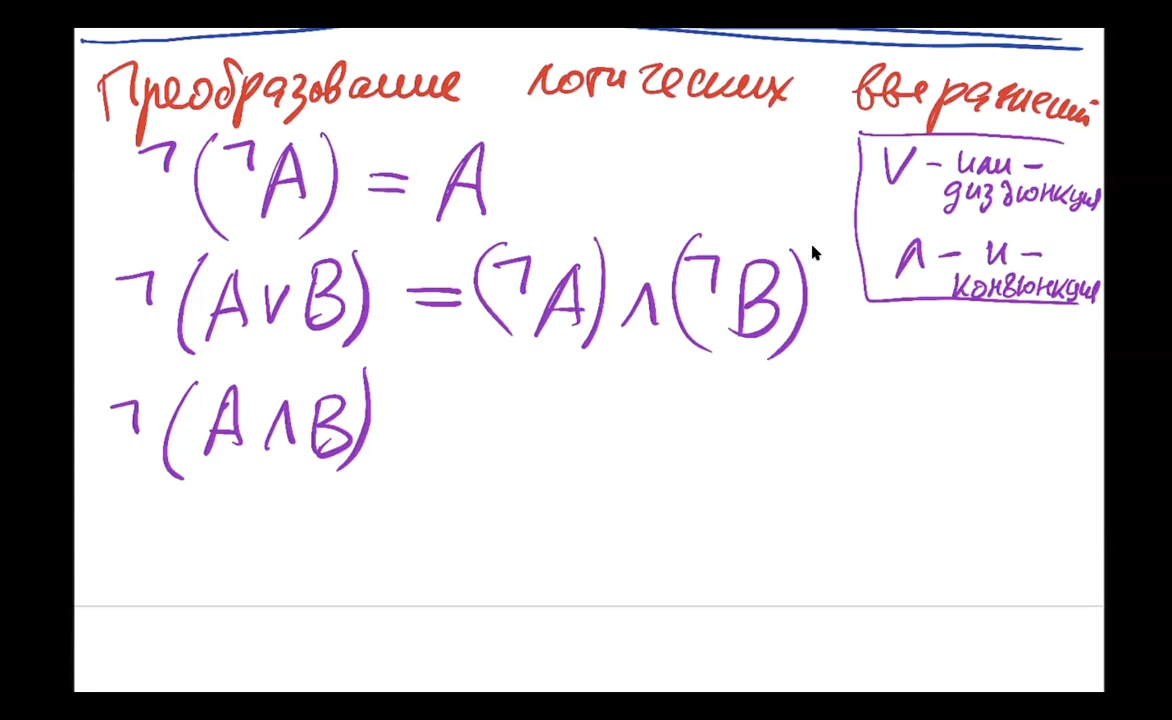 Преобразование логических выражений
¬(¬A) = A
¬(A∨B) = (¬A)∧(¬B)
¬(A∧B)
V - или -
дизъюнкция
Λ - и -
конъюнкция